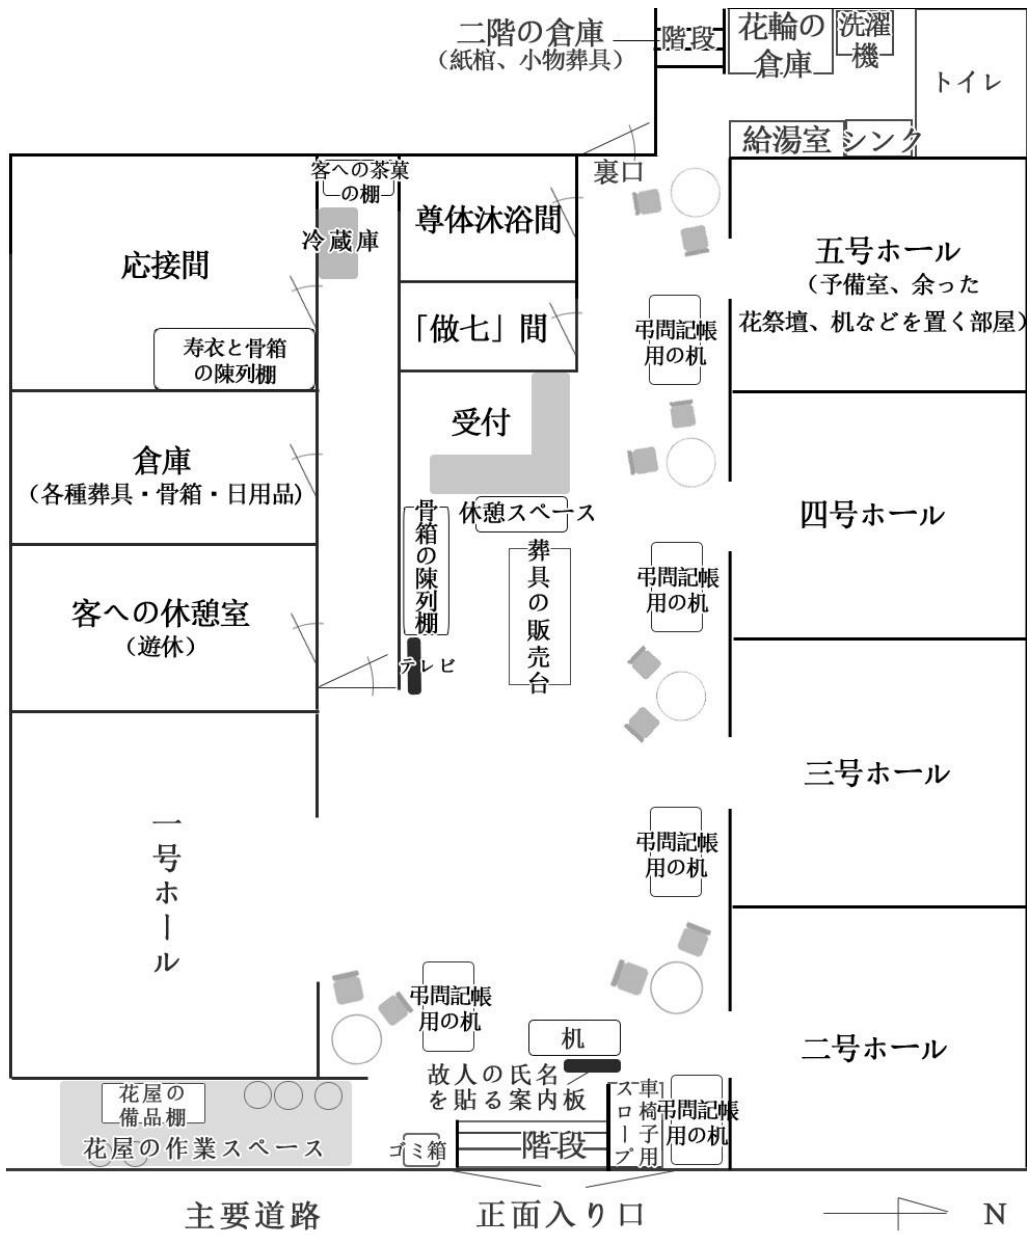 二階の倉庫
（紙棺、小物葬具）
階段
花輪の
倉庫
洗濯
機
トイレ
給湯室
シンク
裏口
客への茶菓
の棚
冷蔵庫
応接間
寿衣と骨箱
の陳列棚
尊体沐浴間
「做七」間
受付
五号ホール
（予備室、余った
花祭壇、机などを置く部屋）
弔問記帳
用の机
倉庫
（各種葬具・骨箱・日用品）
休憩スペース
骨箱の陳列棚
葬具の販売台
テレビ
四号ホール
弔問記帳
用の机
客への休憩室
（遊休）
三号ホール
弔問記帳
用の机
一号ホール
弔問記帳
用の机
机
故人の氏名
を貼る案内板
二号ホール
弔問記帳
用の机
車椅子用
スロープ
階段
ゴミ箱
花屋の
備品棚
花屋の作業スペース
主要道路
正面入り口
N